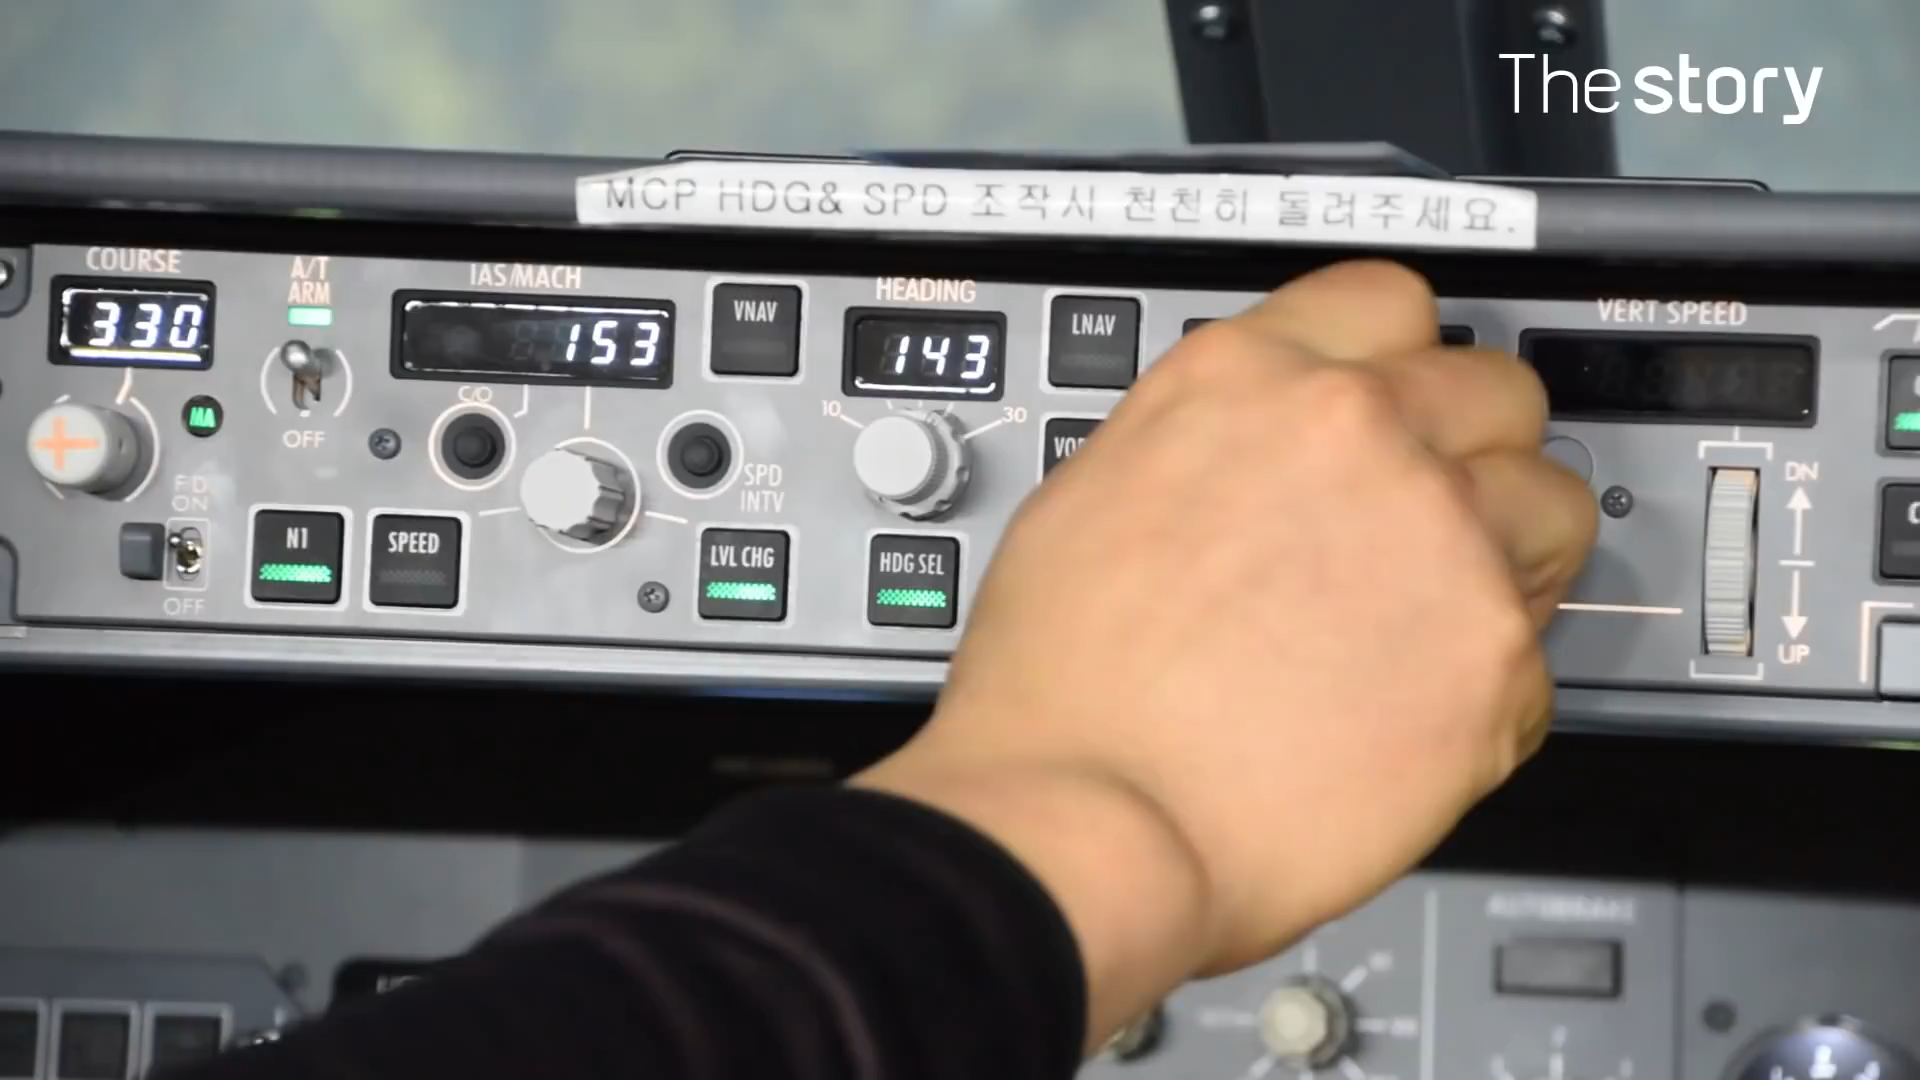 The story
MCP HDG& SPD 조작시 천천히 돌려주세요.
COURSE
A/T
ARM
IAS/MACH
VNAV
HEADING
LNAV
VERT SPEED
330
153
143
C/O
10
30
MA
OFF
SPD
INTV
DN
F/D
ON
N1
SPEED
LVL CHG
HDG SEL
OFF
UP
AUTOBRAKE